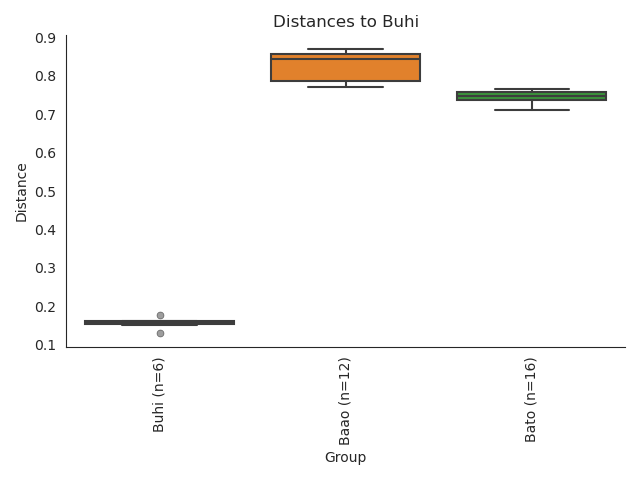 Distances to Buhi
Distance
0.9
0.8
0.7
0.6
0.5
0.4
0.3
0.2
0.1
Buhi (n=6)
Baao (n=12)
Bato (n=16)
Group